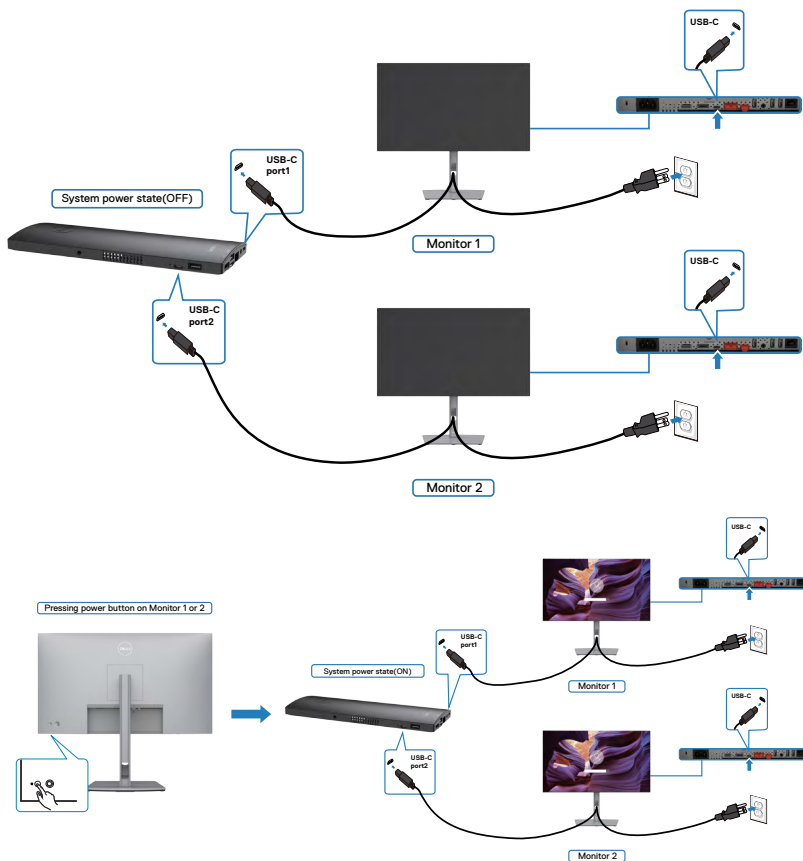 USB-C
USB-C
port1
System power state(OFF)
Monitor 1
USB-C
USB-C
port2
Monitor 2
USB-C
Pressing power button on Monitor 1 or 2
DELL
USB-C
port1
System power state(ON)
Monitor 1
USB-C
USB-C
port2
Monitor 2